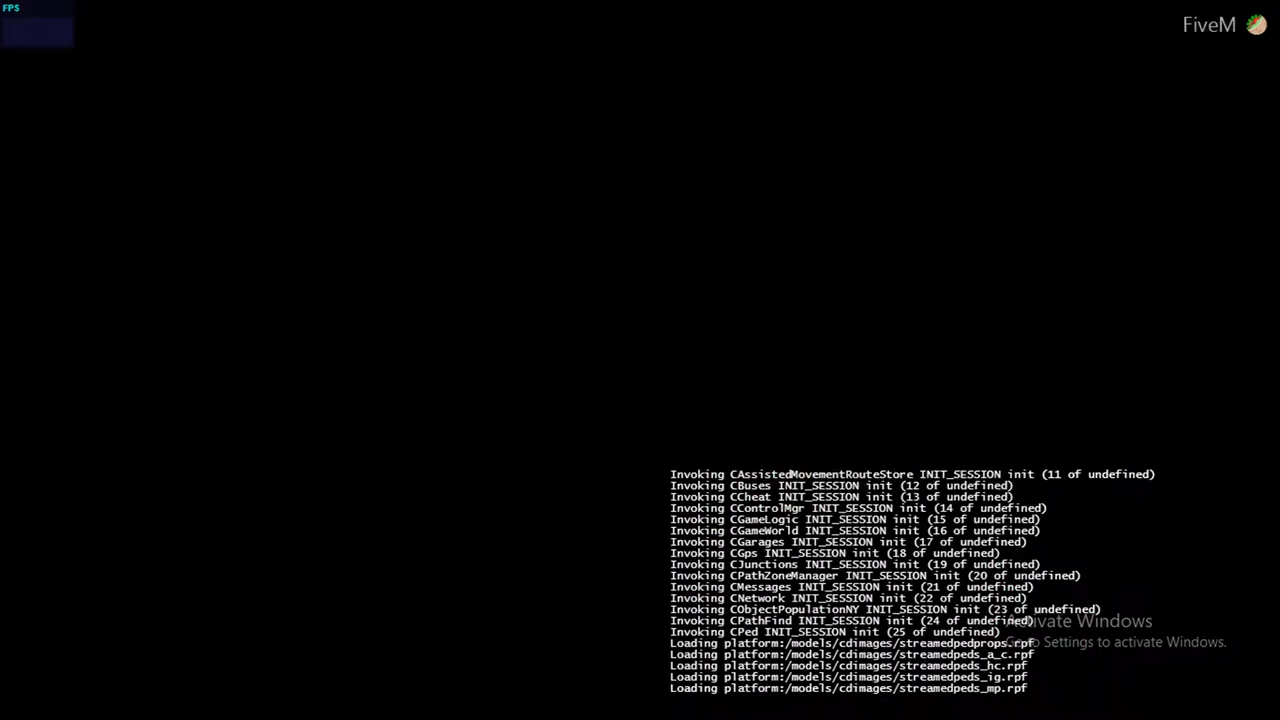 FPS
FiveM
Invoking CAssistedMovementRouteStore INIT_SESSION init (11 of undefined)
Invoking CBuses INIT_SESSION init (12 of undefined)
Invoking CCheat INIT_SESSION init (13 of undefined)
Invoking CControlMgr INIT_SESSION init (14 of undefined)
Invoking CGameLogic INIT_SESSION init (15 of undefined)
Invoking CGameWorld INIT_SESSION init (16 of undefined)
Invoking CGarages INIT_SESSION init (17 of undefined)
Invoking CGps INIT_SESSION init (18 of undefined)
Invoking CJunctions INIT_SESSION init (19 of undefined)
Invoking CPathZoneManager INIT_SESSION init (20 of undefined)
Invoking CMessages INIT_SESSION init (21 of undefined)
Invoking CNetwork INIT_SESSION init (22 of undefined)
Invoking CObjectPopulationNY INIT_SESSION init (23 of undefined)
Invoking CPathFind INIT_SESSION init (24 of undefined)
Invoking CPed INIT_SESSION init (25 of undefined)
Loading platform:/models/cdimages/streamedpedprops.rpf
Loading platform:/models/cdimages/streamedpeds_a_c.rpf
Loading platform:/models/cdimages/streamedpeds_hc.rpf
Loading platform:/models/cdimages/streamedpeds_ig.rpf
Loading platform:/models/cdimages/streamedpeds_mp.rpf
Activate Windows
Go to Settings to activate Windows.